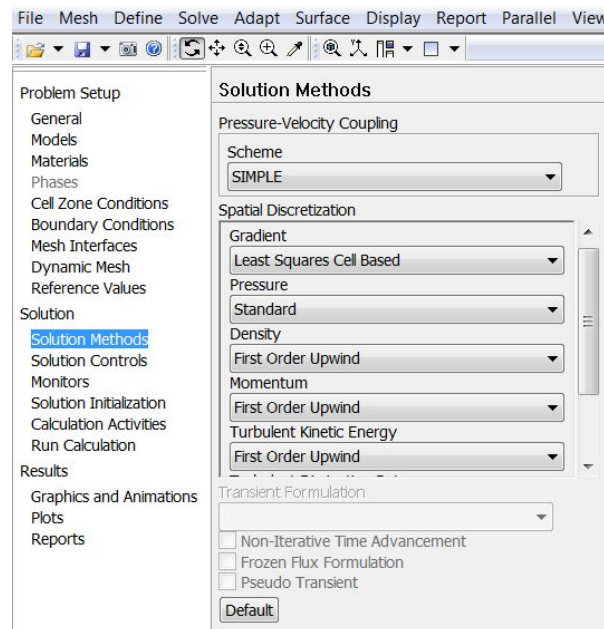 File Mesh Define Solve Adapt Surface Display Report Parallel View
Problem Setup
General
Models
Materials
Phases
Cell Zone Conditions
Boundary Conditions
Mesh Interfaces
Dynamic Mesh
Reference Values
Solution
Solution Methods
Solution Controls
Monitors
Solution Initialization
Calculation Activities
Run Calculation
Results
Graphics and Animations
Plots
Reports
Solution Methods
Pressure-Velocity Coupling
Scheme
SIMPLE
Spatial Discretization
Gradient
Least Squares Cell Based
Pressure
Standard
Density
First Order Upwind
Momentum
First Order Upwind
Turbulent Kinetic Energy
First Order Upwind
Transient Formulation
Non-Iterative Time Advancement
Frozen Flux Formulation
Pseudo Transient
Default